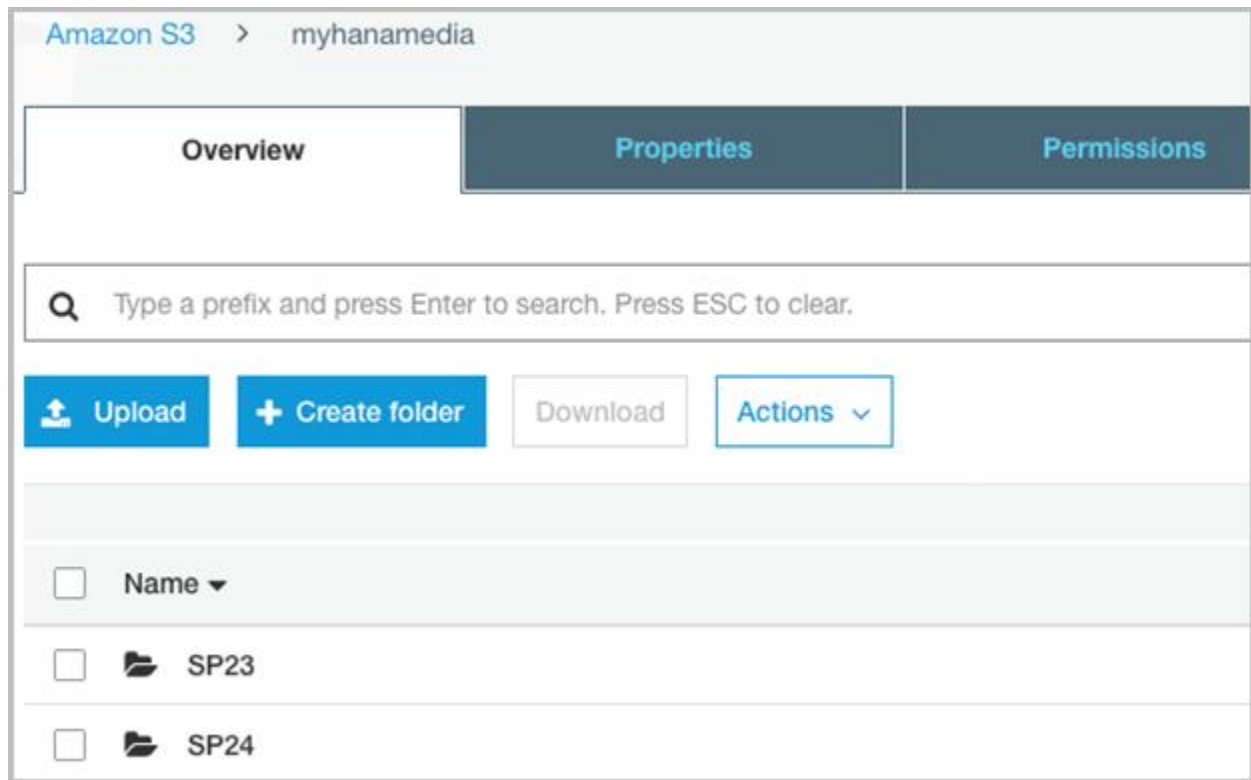 Amazon S3 > myhanamedia
Overview Properties Permissions
Type a prefix and press Enter to search. Press ESC to clear.
Upload + Create folder Download Actions
Name
SP23
SP24